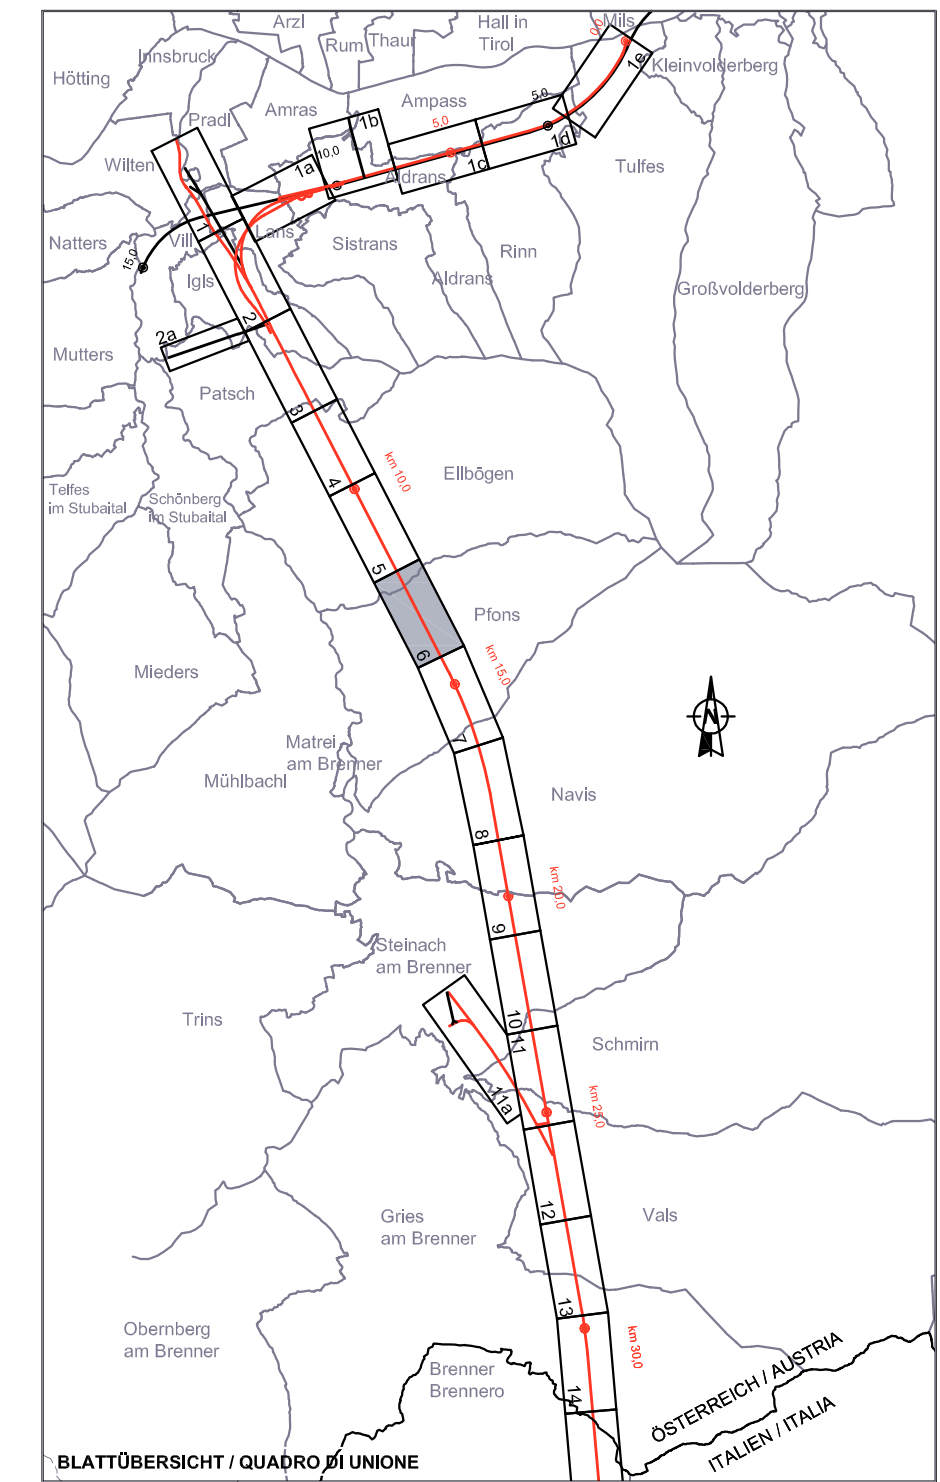 Arzl
Hall in
Tirol
Mils
0,0
Rum
Thaur
Innsbruck
Hötting
Kleinvolderberg
1e
Pradl
Amras
Ampass
5,0
5,0
1b
1d
10,0
Wilten
1a
Aldrans
1c
Tulfes
1
Natters
Vill
Lans
Sistrans
Rinn
15,0
Igls
Aldrans
Großvolderberg
2
2a
Mutters
Patsch
3
Ellbögen
km 10,0
4
Telfes
im Stubaital
Schönberg
im Stubaital
5
Pfons
6
km 15,0
Mieders
N
7
Matrei
am Brenner
Mühlbachl
Navis
8
km 20,0
9
Steinach
am Brenner
Trins
10
11
Schmirn
11a
km 25,0
12
Gries
am Brenner
Vals
13
Obernberg
am Brenner
km 30,0
Brenner
Brennero
14
ÖSTERREICH / AUSTRIA
ITALIEN / ITALIA
BLATTÜBERSICHT / QUADRO DI UNIONE